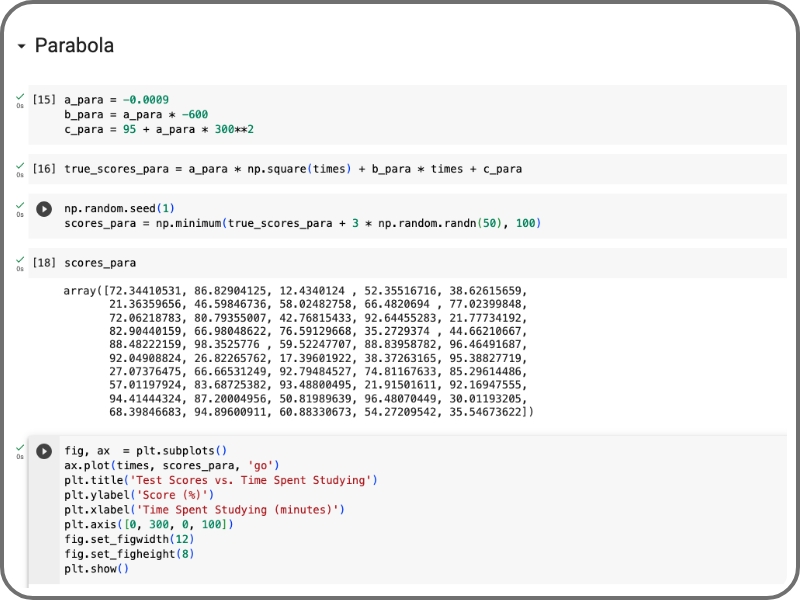 Parabola
[15] a_para = -0.0009
b_para = a_para * -600
c_para = 95 + a_para * 300**2
0s
[16] true_scores_para = a_para * np.square(times) + b_para * times + c_para
0s
np.random.seed(1)
0s
scores_para = np.minimum(true_scores_para + 3 * np.random.randn(50), 100)
[18] scores_para
0s
array([72.34410531, 86.82904125, 12.4340124 , 52.35516716, 38.62615659,
21.36359656, 46.59846736, 58.02482758, 66.4820694 , 77.02399848,
72.06218783, 80.79355007, 42.76815433, 92.64455283, 21.77734192,
82.90440159, 66.98048622, 76.59129668, 35.2729374 , 44.66210667,
88.48222159, 98.3525776 , 59.52247707, 88.83958782, 96.46491687,
92.04908824, 26.82265762, 17.39601922, 38.37263165, 95.38827719,
27.07376475, 66.66531249, 92.79484527, 74.81167633, 85.29614486,
57.01197924, 83.68725382, 93.48800495, 21.91501611, 92.16947555,
94.41444324, 87.20004956, 50.81989639, 96.48070449, 30.01193205,
68.39846683, 94.89600911, 60.88330673, 54.27209542, 35.54673622])
fig, ax  = plt.subplots()
0s
ax.plot(times, scores_para, 'go')
plt.title('Test Scores vs. Time Spent Studying')
plt.ylabel('Score (%)')
plt.xlabel('Time Spent Studying (minutes)')
plt.axis([0, 300, 0, 100])
fig.set_figwidth(12)
fig.set_figheight(8)
plt.show()